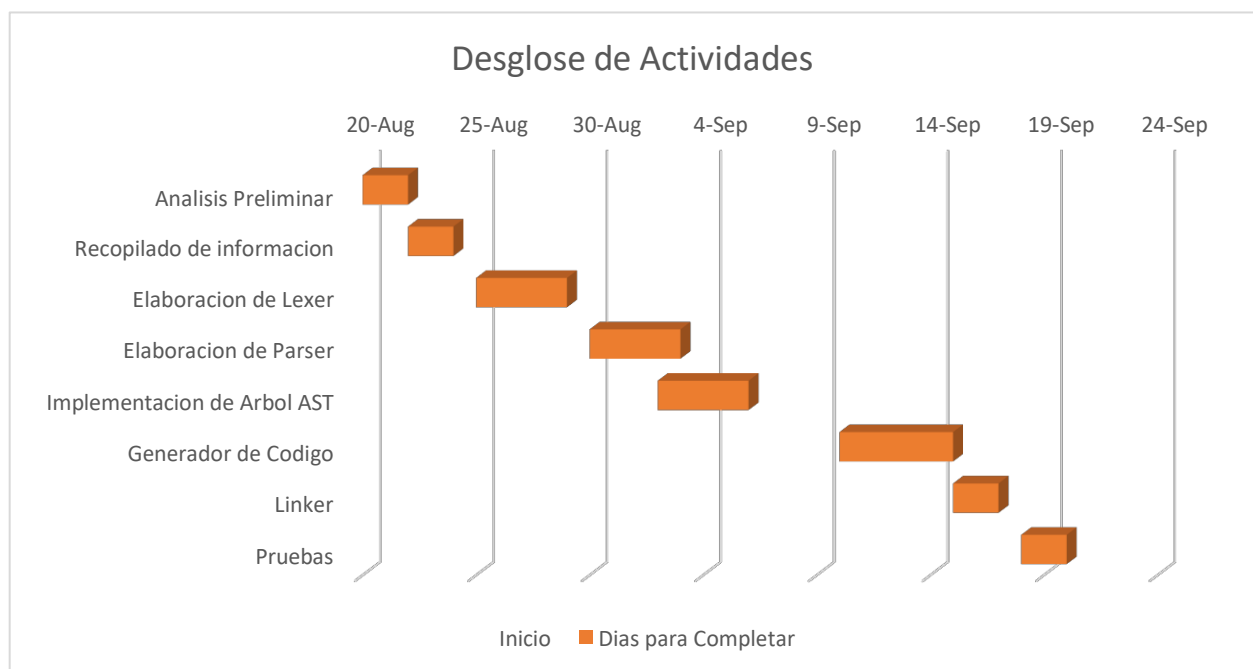 Desglose de Actividades
20-Aug 25-Aug 30-Aug 4-Sep 9-Sep 14-Sep 19-Sep 24-Sep
Analisis Preliminar
Recopilado de informacion
Elaboracion de Lexer
Elaboracion de Parser
Implementacion de Arbol AST
Generador de Codigo
Linker
Pruebas
Inicio Dias para Completar